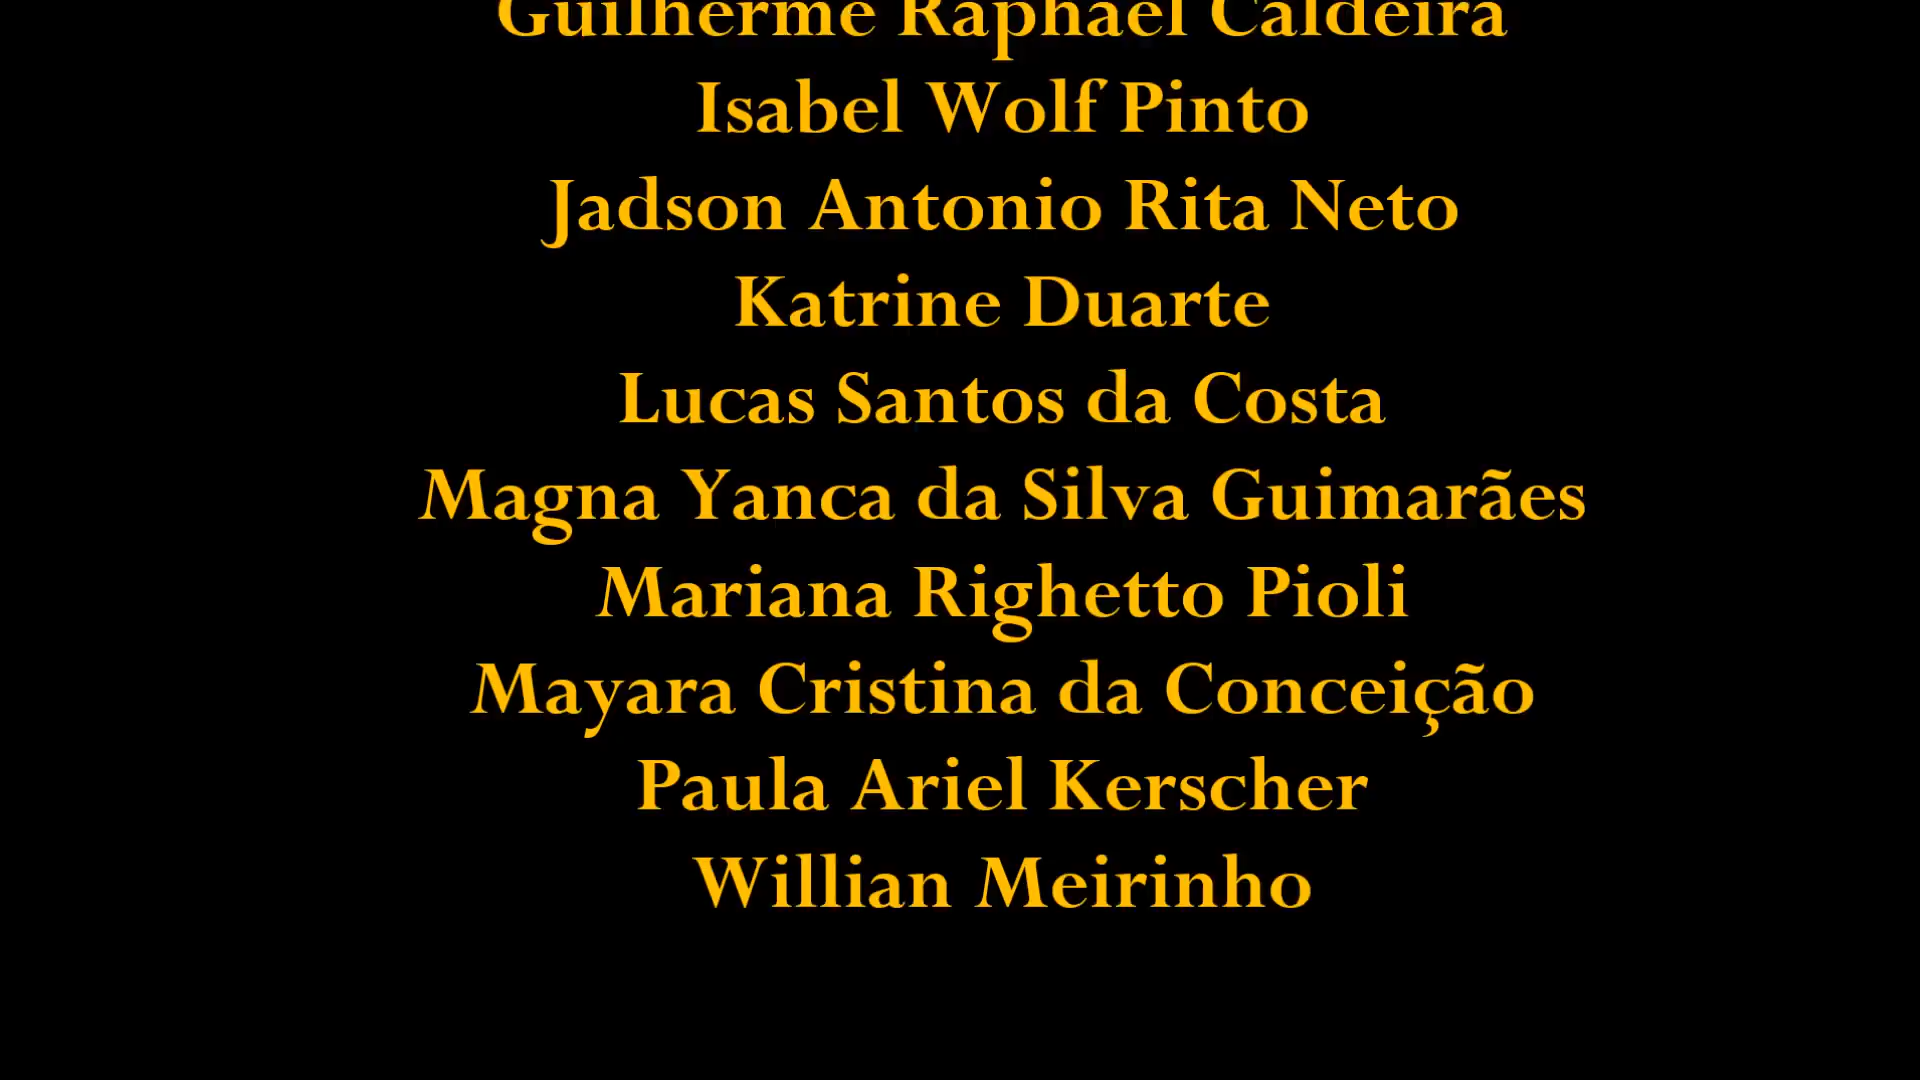 Guilherme Raphael Caldeira
Isabel Wolf Pinto
Jadson Antonio Rita Neto
Katrine Duarte
Lucas Santos da Costa
Magna Yanca da Silva Guimarães
Mariana Righetto Pioli
Mayara Cristina da Conceição
Paula Ariel Kerscher
Willian Meirinho